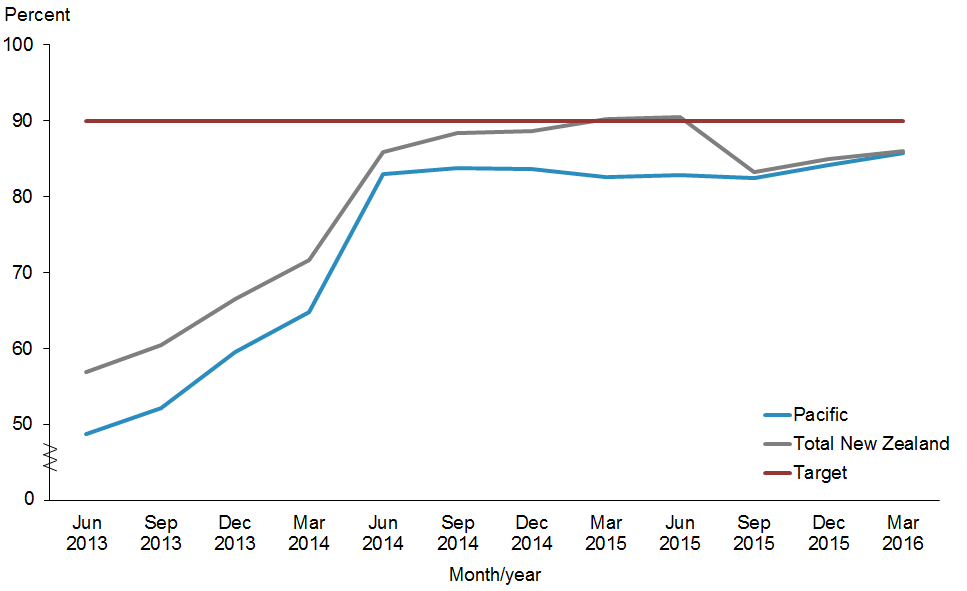 Percent
100
90
80
70
60
50
0
Pacific
Total New Zealand
Target
Jun Sep Dec Mar Jun Sep Dec Mar Jun Sep Dec Mar
2013 2013 2013 2014 2014 2014 2014 2015 2015 2015 2015 2016
Month/year